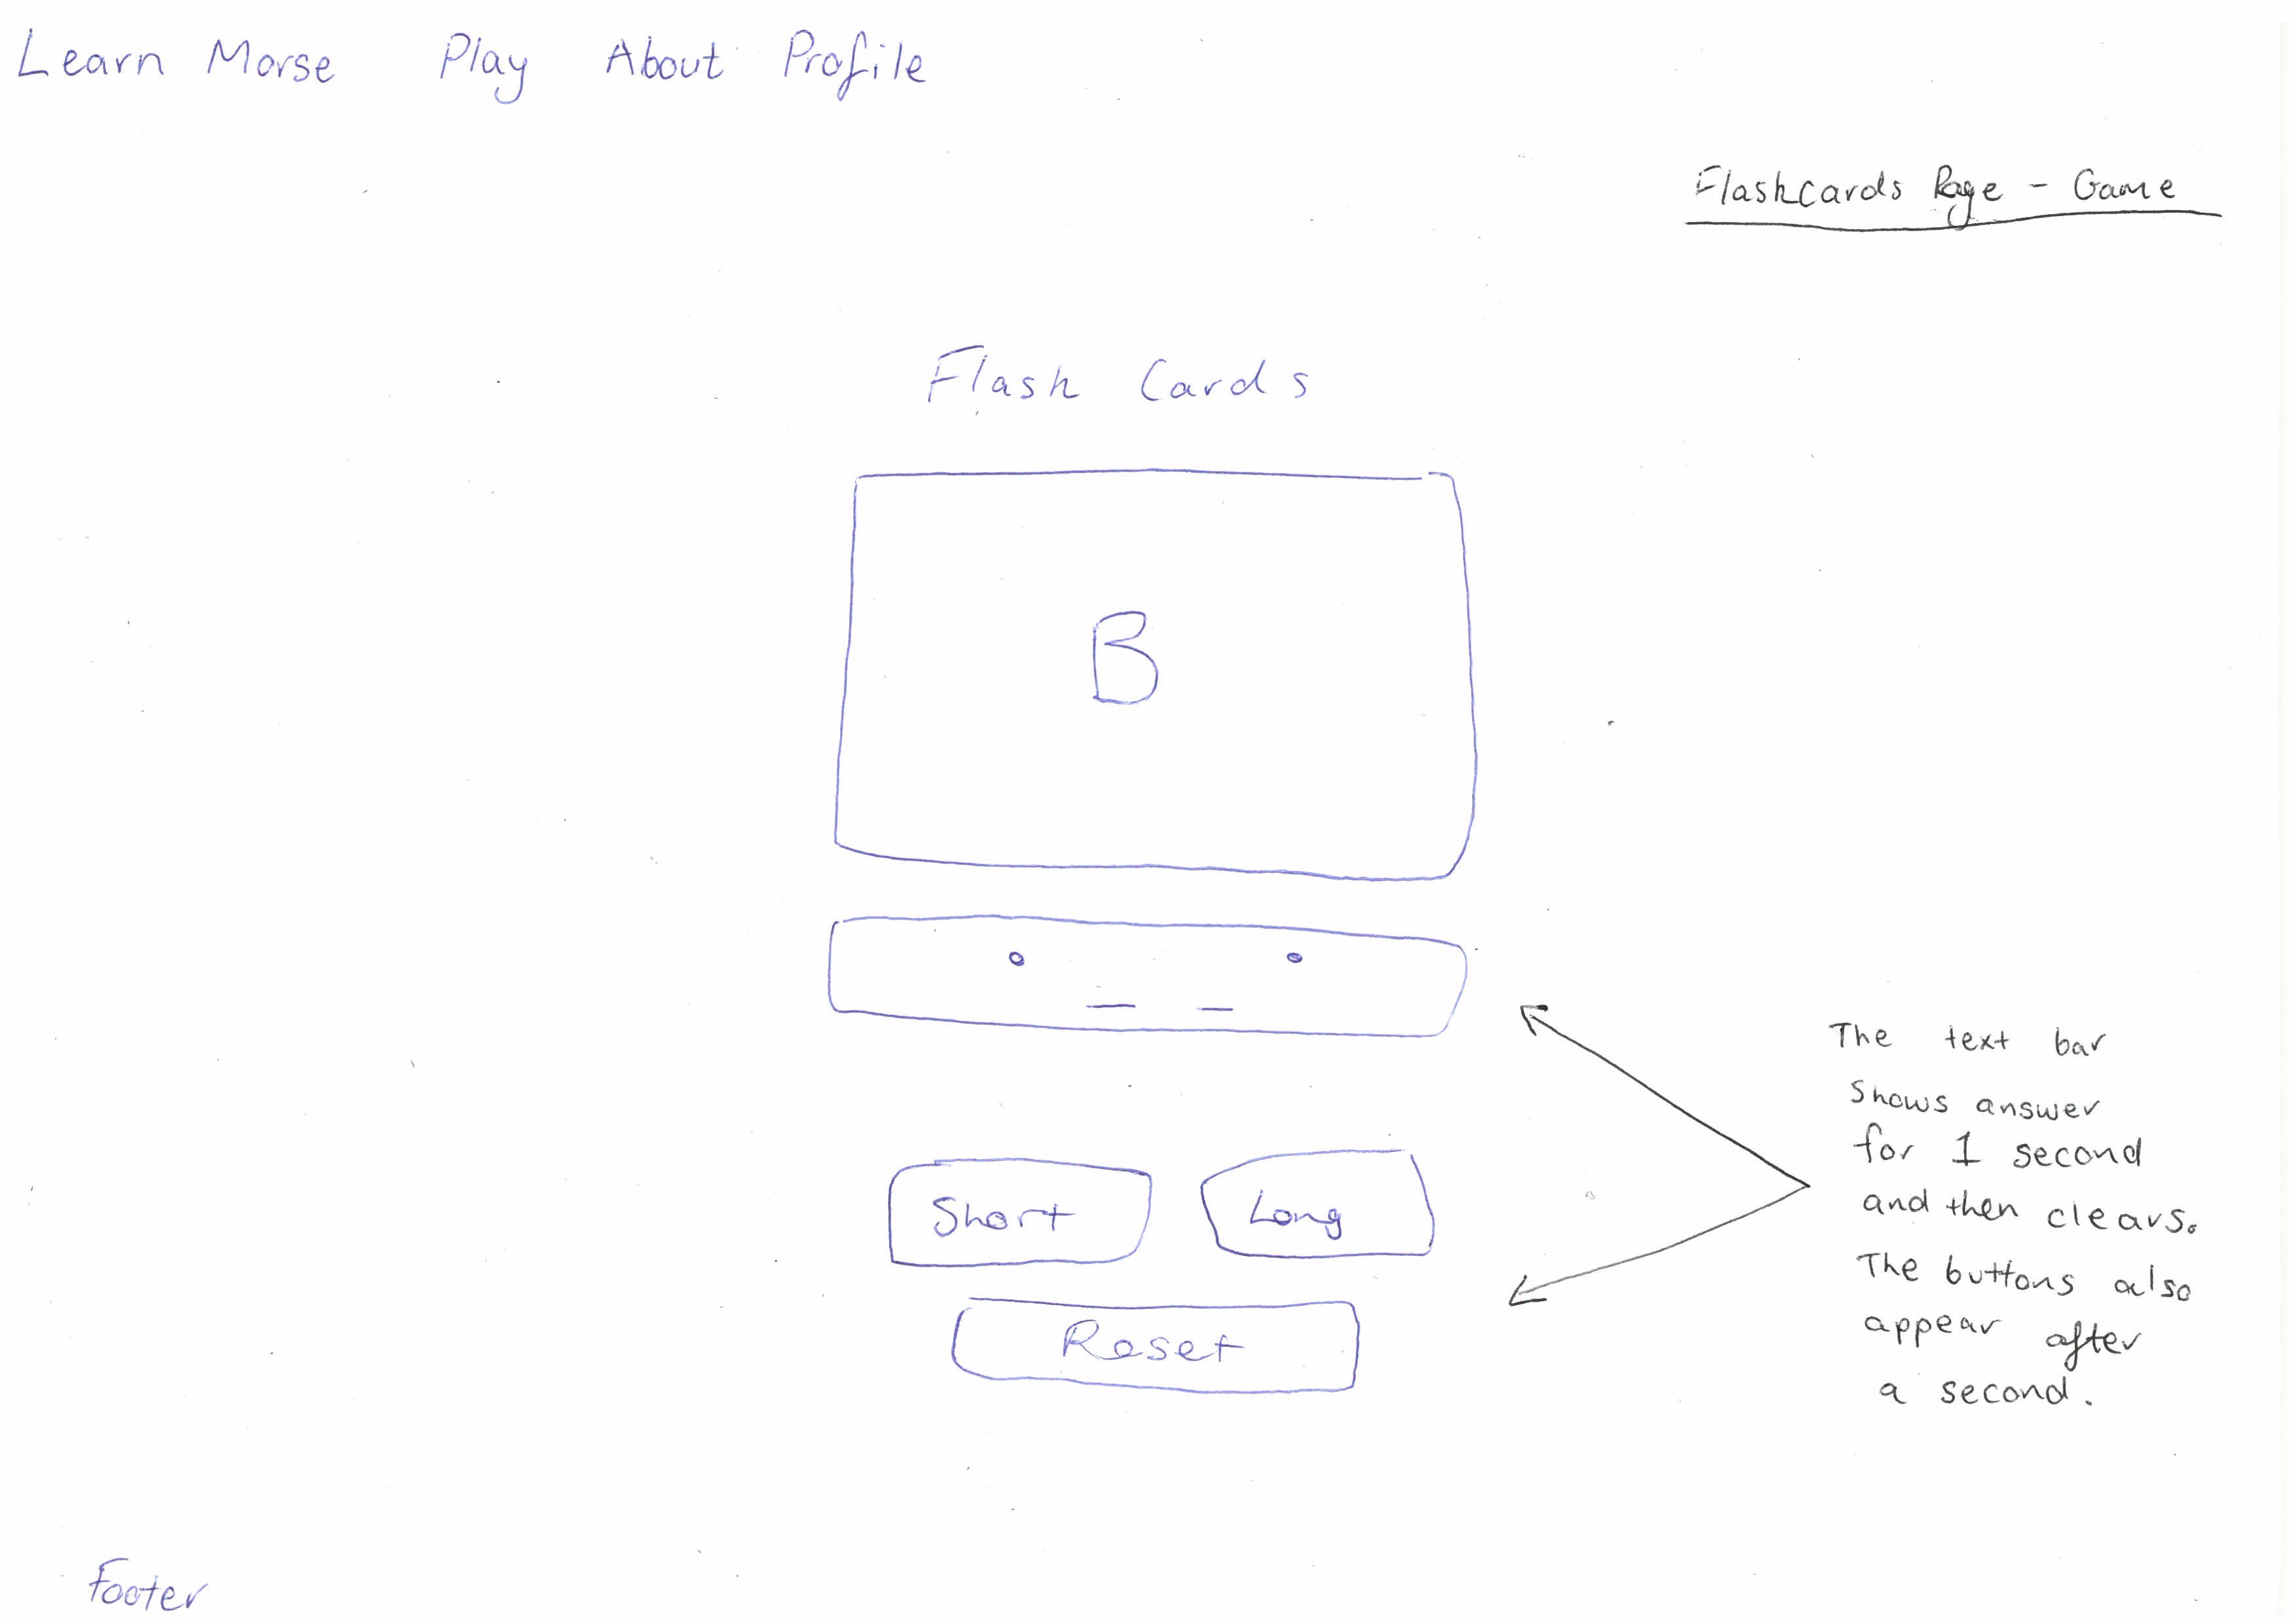 Learn Morse Play About Profile
Flashcards Page - Game
Flash Cards
B
Short Long
Reset
The text bar
Shows answer
for 1 second
and then clears.
The buttons also
appear after
a second.
Footer